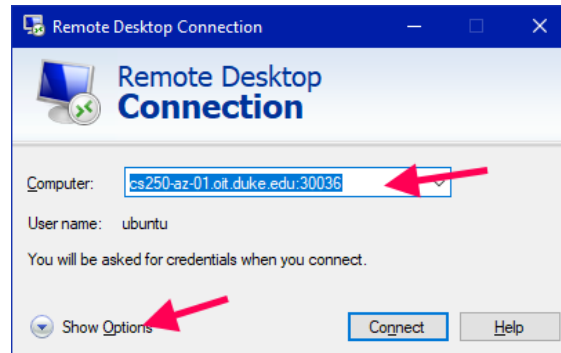 Remote Desktop Connection
Remote Desktop
Connection
Computer: cs250-az-01.oit.duke.edu:30036
User name: ubuntu
You will be asked for credentials when you connect.
Show Options Connect Help